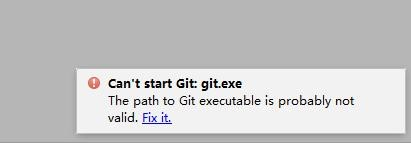 Can't start Git: git.exe
The path to Git executable is probably not
valid. Fix it.